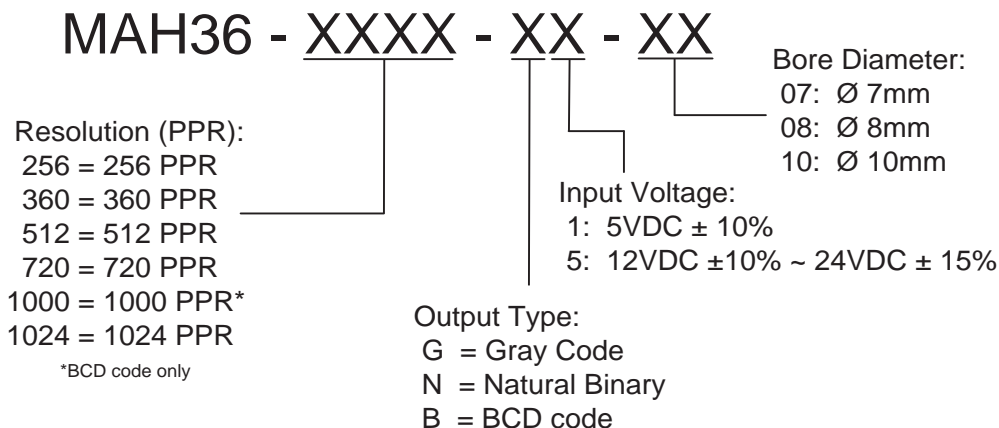 MAH36 - XXXX - XX - XX
Resolution (PPR):
256 = 256 PPR
360 = 360 PPR
512 = 512 PPR
720 = 720 PPR
1000 = 1000 PPR*
1024 = 1024 PPR
*BCD code only
Output Type:
G = Gray Code
N = Natural Binary
B = BCD code
Input Voltage:
1: 5VDC ± 10%
5: 12VDC ±10% ~ 24VDC ± 15%
Bore Diameter:
07: Ø 7mm
08: Ø 8mm
10: Ø 10mm